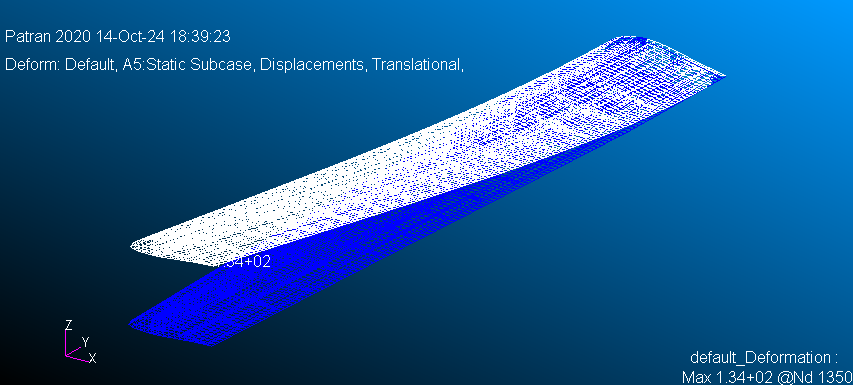 Patran 2020 14-Oct-24 18:39:23
Deform: Default, A5:Static Subcase, Displacements, Translational,
Z
Y
X
default_Deformation :
Max 1.34+02 @Nd 1350